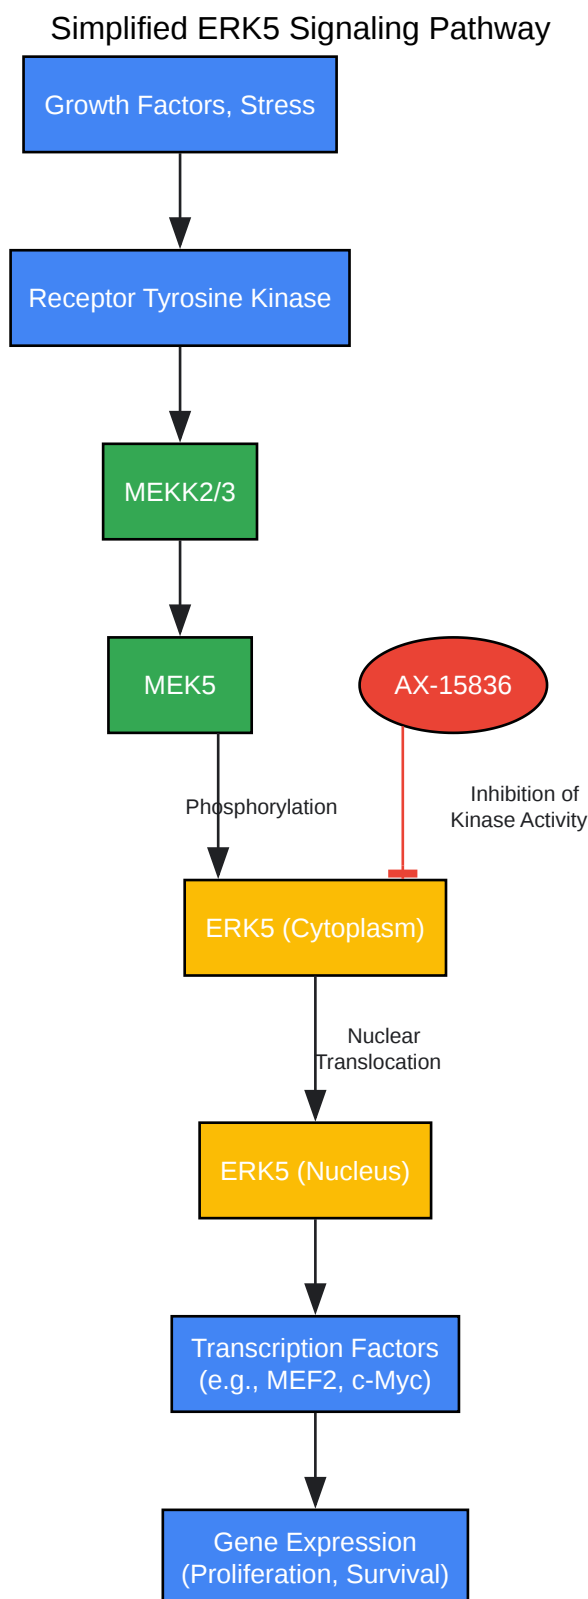 Simplified ERK5 Signaling Pathway
Growth Factors, Stress
Receptor Tyrosine Kinase
MEKK2/3
MEK5
AX-15836
Phosphorylation
Inhibition of
Kinase Activity
ERK5 (Cytoplasm)
Nuclear
Translocation
ERK5 (Nucleus)
Transcription Factors
(e.g., MEF2, c-Myc)
Gene Expression
(Proliferation, Survival)